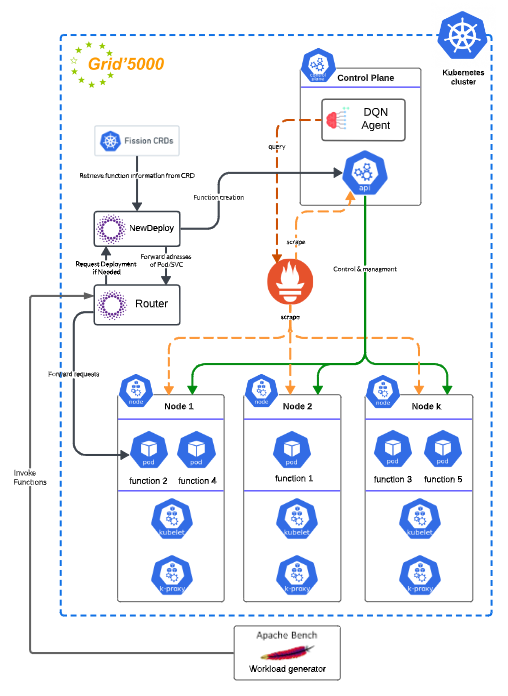 Grid'5000
Kubernetes
cluster
control
plane
Control Plane
DQN
Agent
api
Fission CRDs
query
Retrieve function information from CRD
Function creation
NewDeploy
scrape
Request Deployment
if Needed
Forward adresses
of Pod/SVC
Control & managment
Router
scrape
Forward requests
node
Node 1
node
Node 2
node
Node k
pod
pod
pod
pod
pod
function 2
function 4
function 1
function 3
function 5
Invoke
Functions
kubelet
kubelet
kubelet
k-proxy
k-proxy
k-proxy
Apache Bench
Workload generator